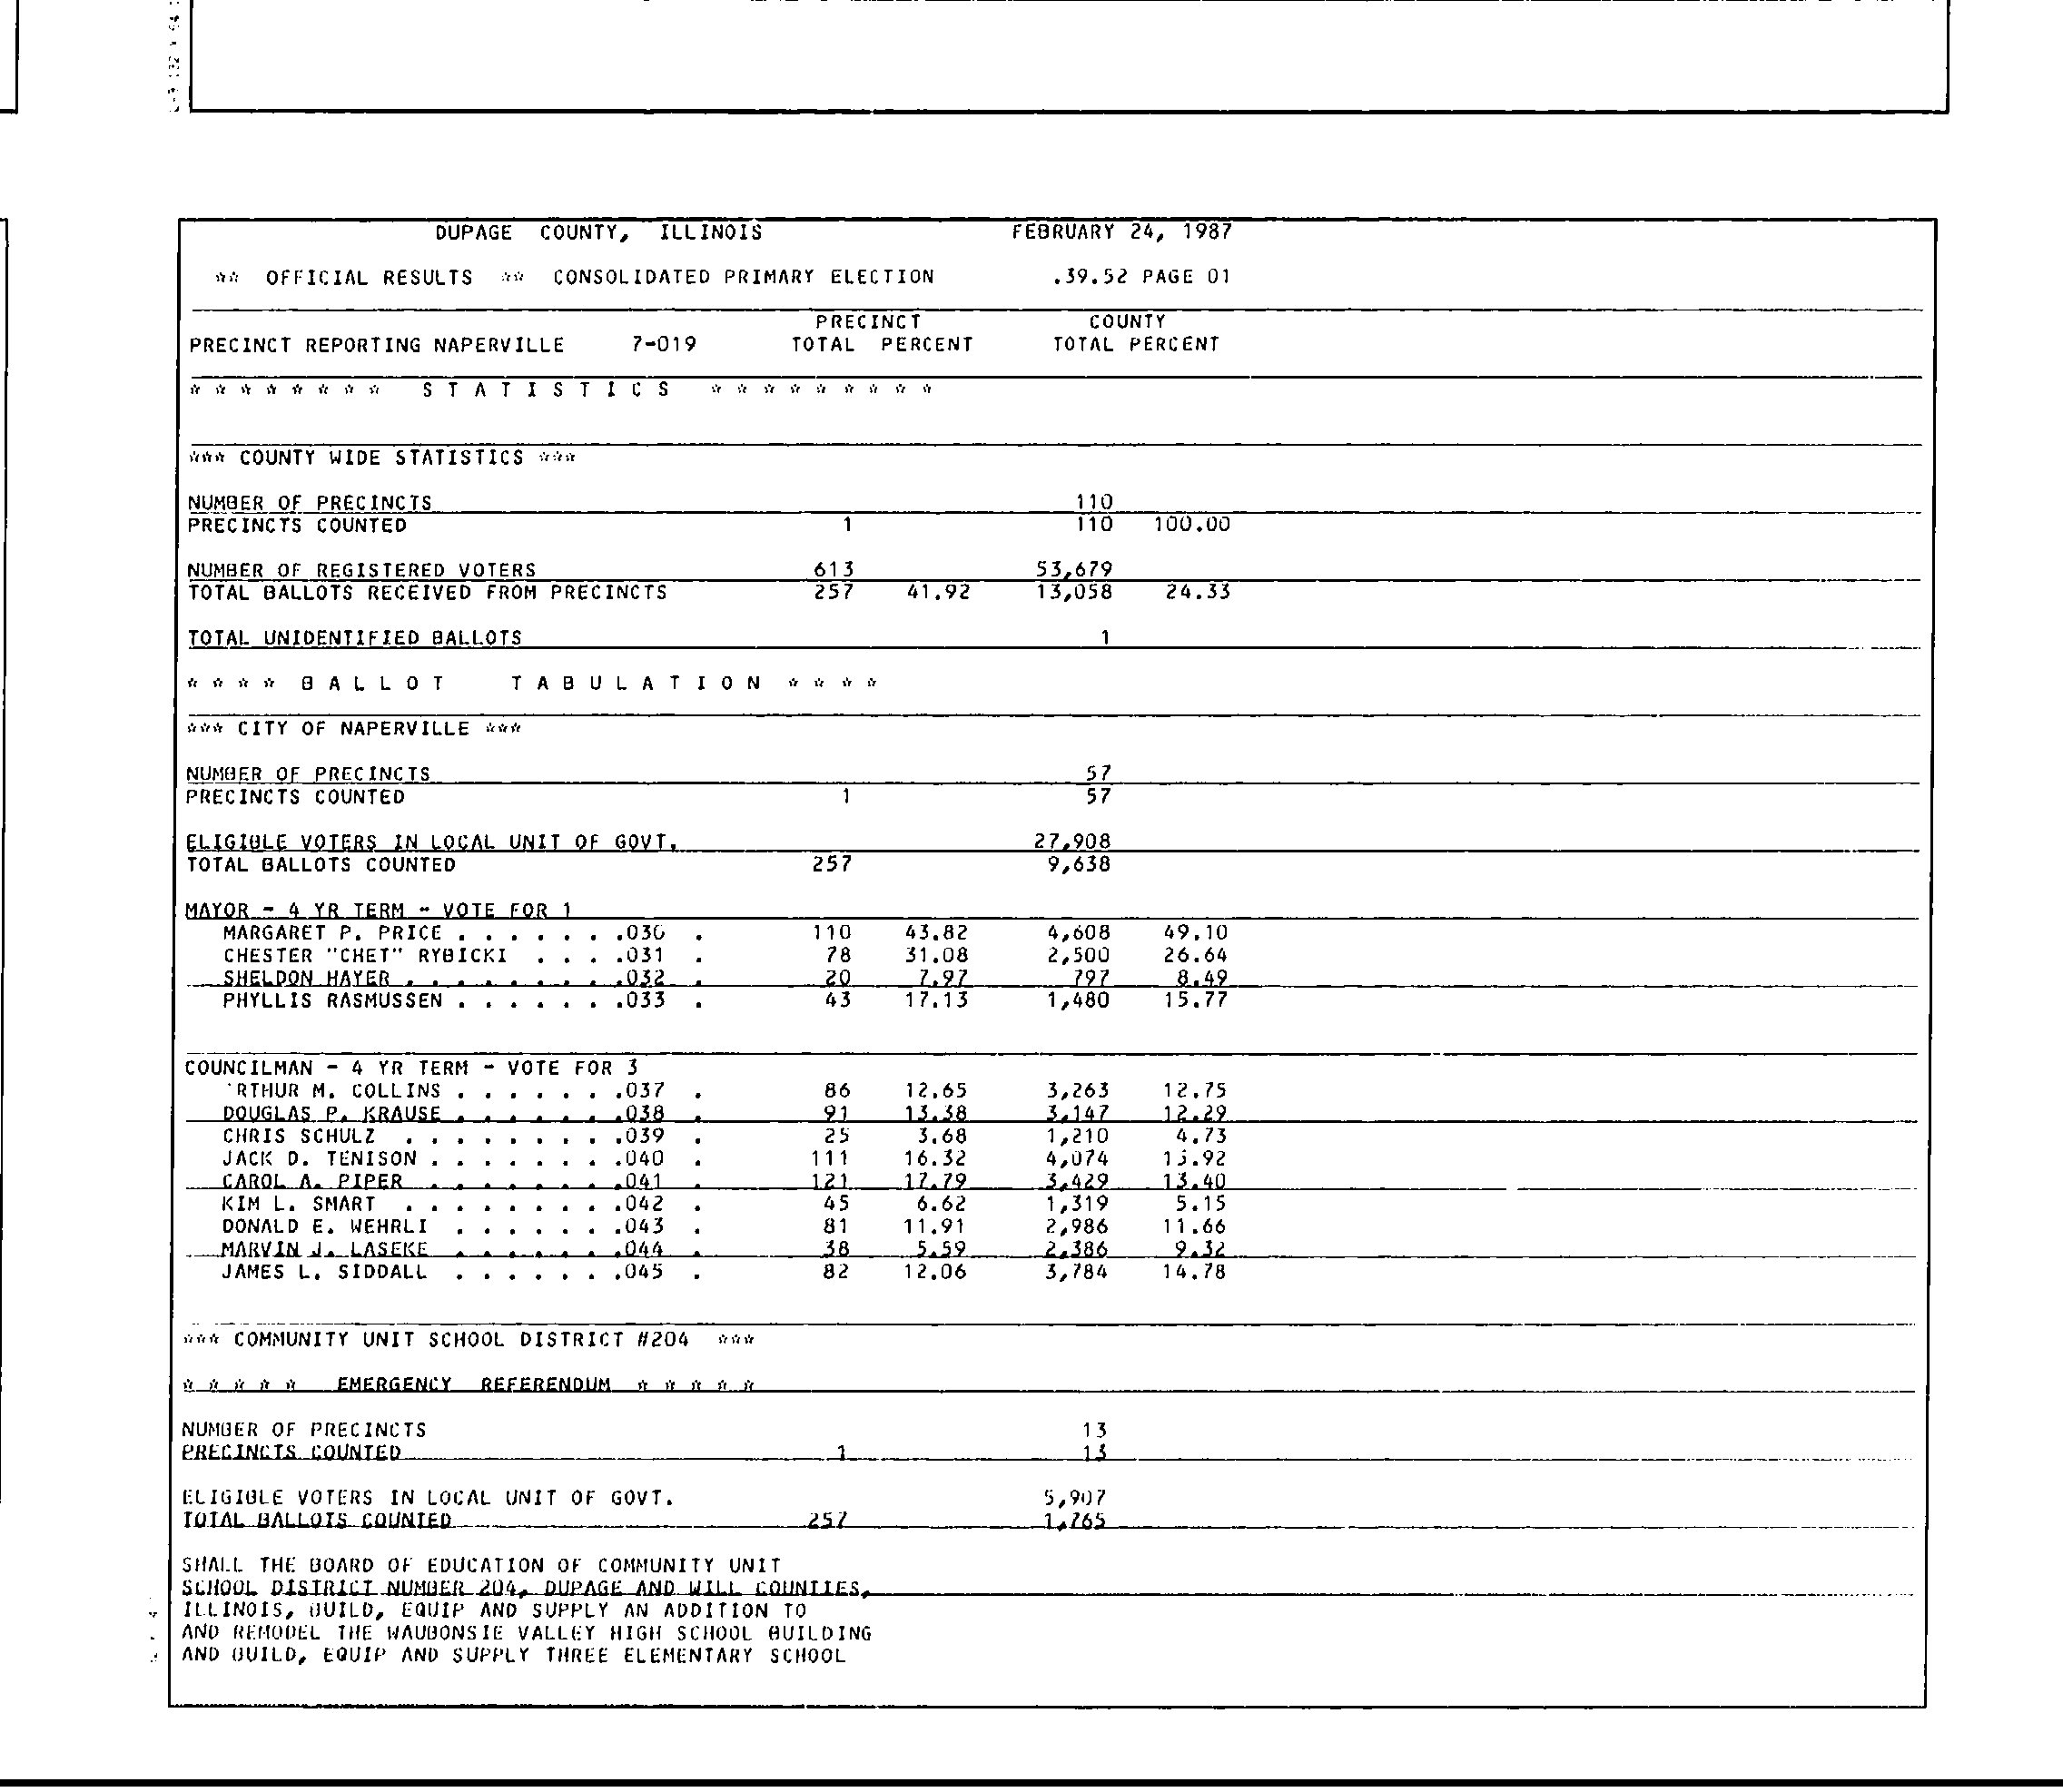 DUPAGE COUNTY, ILLINOIS FEBRUARY 24, 1987
** OFFICIAL RESULTS ** CONSOLIDATED PRIMARY ELECTION .39.52 PAGE 01
PRECINCT COUNTY
PRECINCT REPORTING NAPERVILLE 7-019 TOTAL PERCENT TOTAL PERCENT
* * * * * * * * S T A T I S T I C S * * * * * * * * *
*** COUNTY WIDE STATISTICS ***
NUMBER OF PRECINCTS 110
PRECINCTS COUNTED 1 110 100.00
NUMBER OF REGISTERED VOTERS 613 53,679
TOTAL BALLOTS RECEIVED FROM PRECINCTS 257 41.92 13,058 24.33
TOTAL UNIDENTIFIED BALLOTS 1
* * * * B A L L O T T A B U L A T I O N * * * *
*** CITY OF NAPERVILLE ***
NUMBER OF PRECINCTS 57
PRECINCTS COUNTED 1 57
ELIGIBLE VOTERS IN LOCAL UNIT OF GOVT. 27,908
TOTAL BALLOTS COUNTED 257 9,638
MAYOR - 4 YR TERM - VOTE FOR 1
MARGARET P. PRICE . . . . . . .030 . 110 43.82 4,608 49.10
CHESTER "CHET" RYBICKI . . . .031 . 78 31.08 2,500 26.64
SHELDON HAYER . . . . . . . . .032 . 20 7.97 797 8.49
PHYLLIS RASMUSSEN . . . . . . .033 . 43 17.13 1,480 15.77
COUNCILMAN - 4 YR TERM - VOTE FOR 3
'RTHUR M. COLLINS . . . . . . .037 . 86 12.65 3,263 12.75
DOUGLAS P. KRAUSE . . . . . . .038 . 91 13.38 3,147 12.29
CHRIS SCHULZ . . . . . . . . .039 . 25 3.68 1,210 4.73
JACK D. TENISON . . . . . . . .040 . 111 16.32 4,074 15.92
CAROL A. PIPER . . . . . . . .041 . 121 17.79 3,429 13.40
KIM L. SMART . . . . . . . . .042 . 45 6.62 1,319 5.15
DONALD E. WEHRLI . . . . . . .043 . 81 11.91 2,986 11.66
MARVIN J. LASEKE . . . . . . .044 . 38 5.59 2,386 9.32
JAMES L. SIDDALL . . . . . . .045 . 82 12.06 3,784 14.78
*** COMMUNITY UNIT SCHOOL DISTRICT #204 ***
* * * * * EMERGENCY REFERENDUM * * * * *
NUMBER OF PRECINCTS 13
PRECINCTS COUNTED 1 13
ELIGIBLE VOTERS IN LOCAL UNIT OF GOVT. 5,907
TOTAL BALLOTS COUNTED 257 1,765
SHALL THE BOARD OF EDUCATION OF COMMUNITY UNIT
SCHOOL DISTRICT NUMBER 204, DUPAGE AND WILL COUNTIES,
ILLINOIS, BUILD, EQUIP AND SUPPLY AN ADDITION TO
AND REMODEL THE WAUBONSIE VALLEY HIGH SCHOOL BUILDING
AND BUILD, EQUIP AND SUPPLY THREE ELEMENTARY SCHOOL